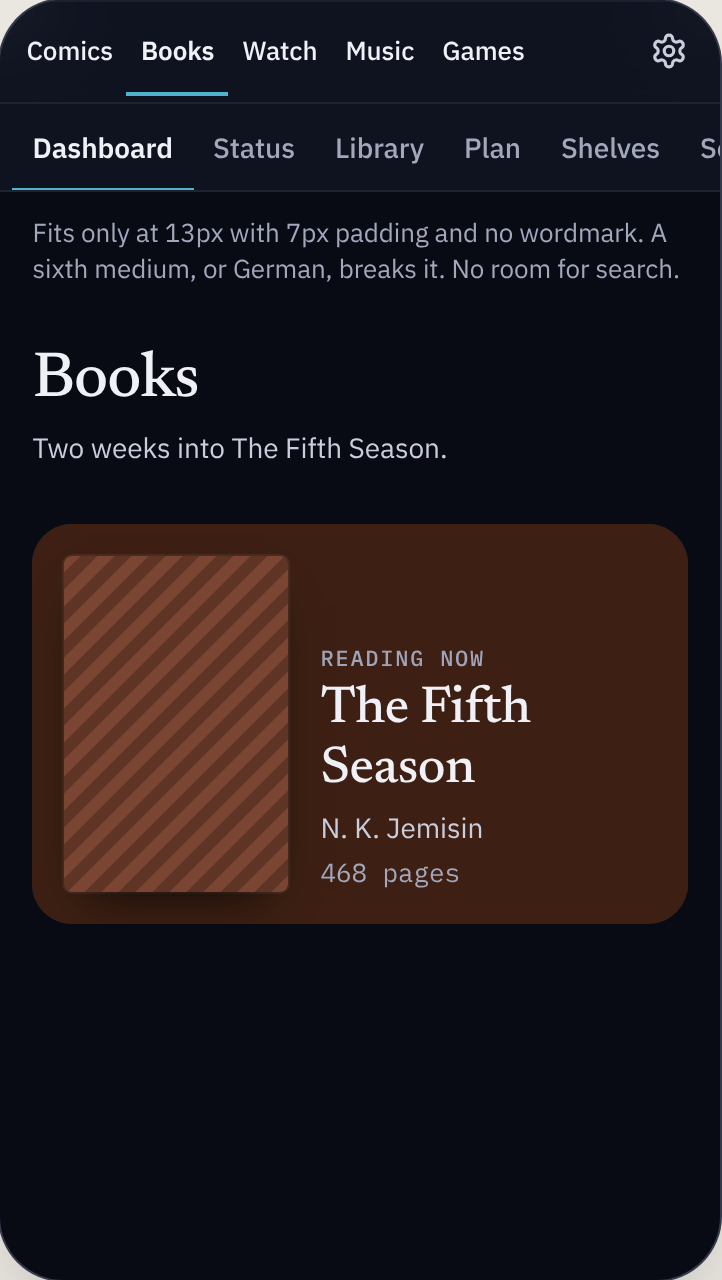 Comics Books Watch Music Games
Dashboard Status Library Plan Shelves
Fits only at 13px with 7px padding and no wordmark. A
sixth medium, or German, breaks it. No room for search.
Books
Two weeks into The Fifth Season.
READING NOW
The Fifth
Season
N. K. Jemisin
468 pages